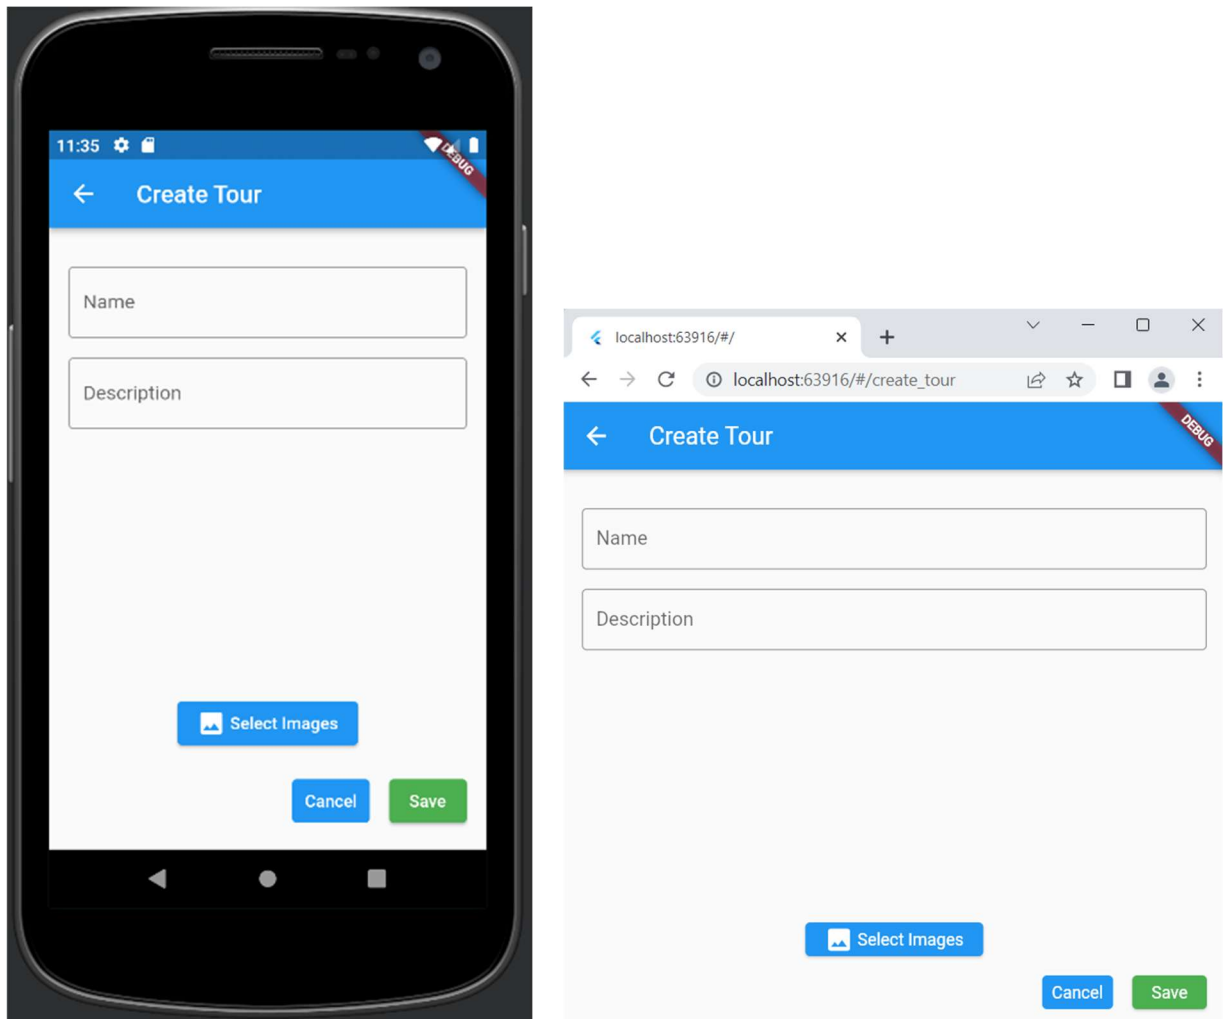 11:35
DEBUG
Create Tour
Name
Description
Select Images
Cancel Save
localhost:63916/#/
localhost:63916/#/create_tour
Create Tour
DEBUG
Name
Description
Select Images
Cancel Save